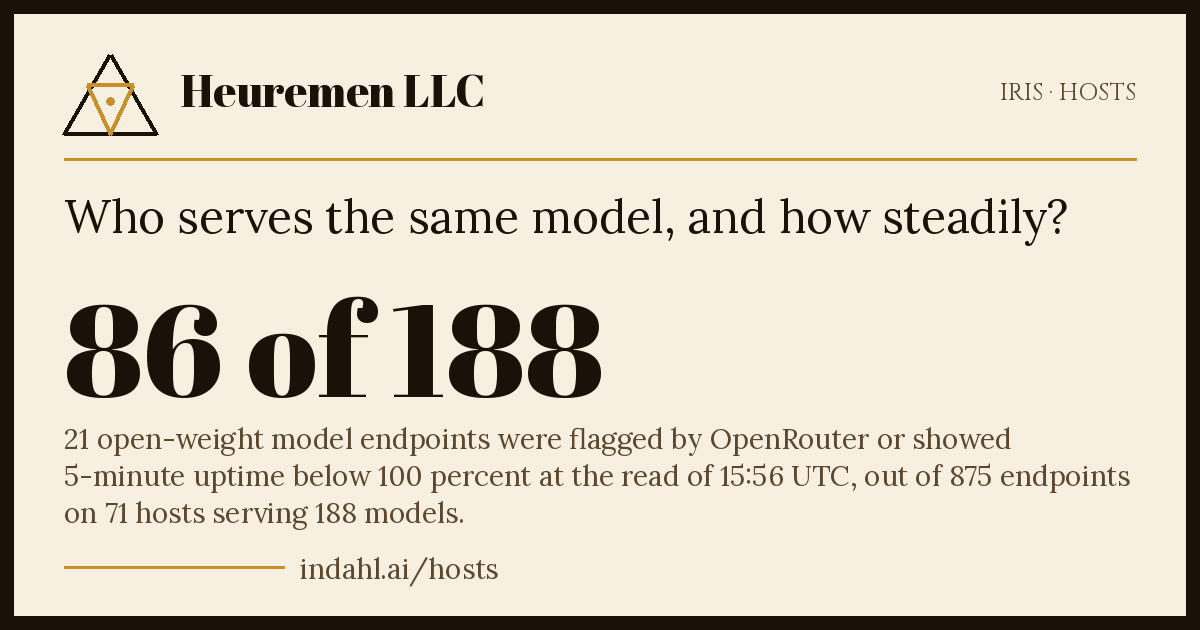 Heuremen LLC
IRIS · HOSTS
Who serves the same model, and how steadily?
86 of 188
21 open-weight model endpoints were flagged by OpenRouter or showed
5-minute uptime below 100 percent at the read of 15:56 UTC, out of 875 endpoints
on 71 hosts serving 188 models.
indahl.ai/hosts